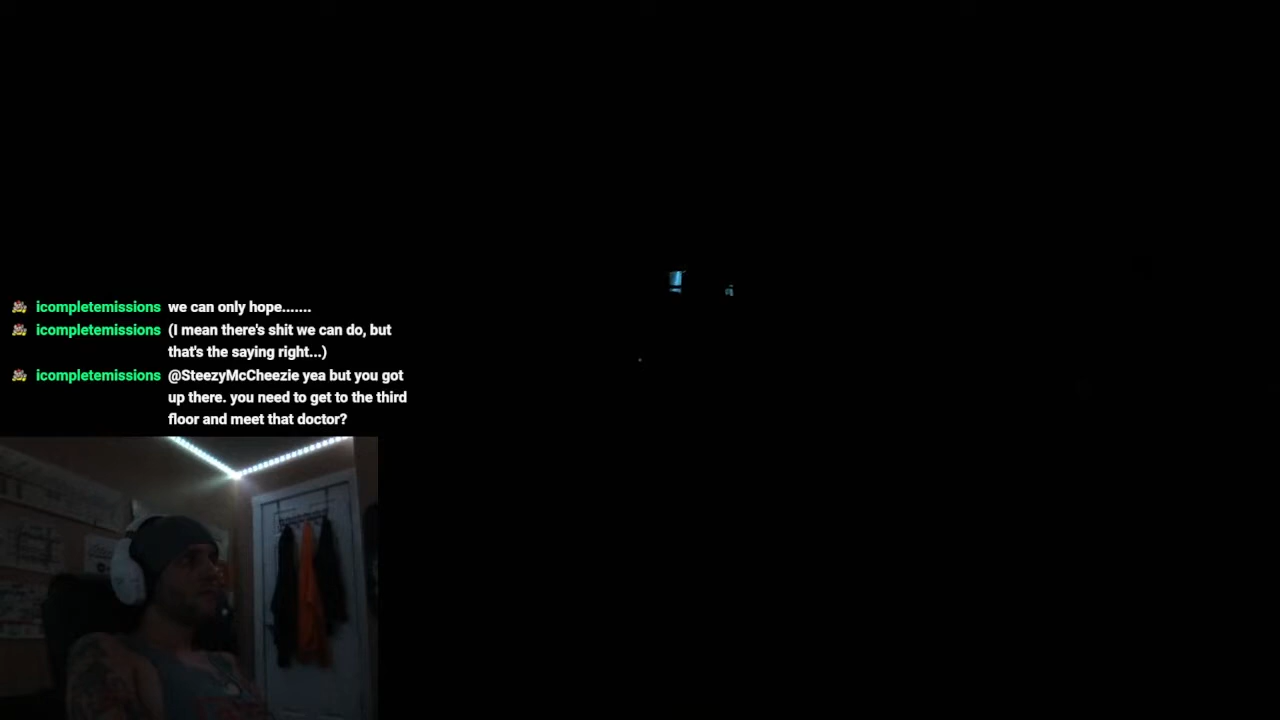 icompletemissions we can only hope.......
icompletemissions (I mean there's shit we can do, but
that's the saying right...)
icompletemissions @SteezyMcCheezie yea but you got
up there. you need to get to the third
floor and meet that doctor?